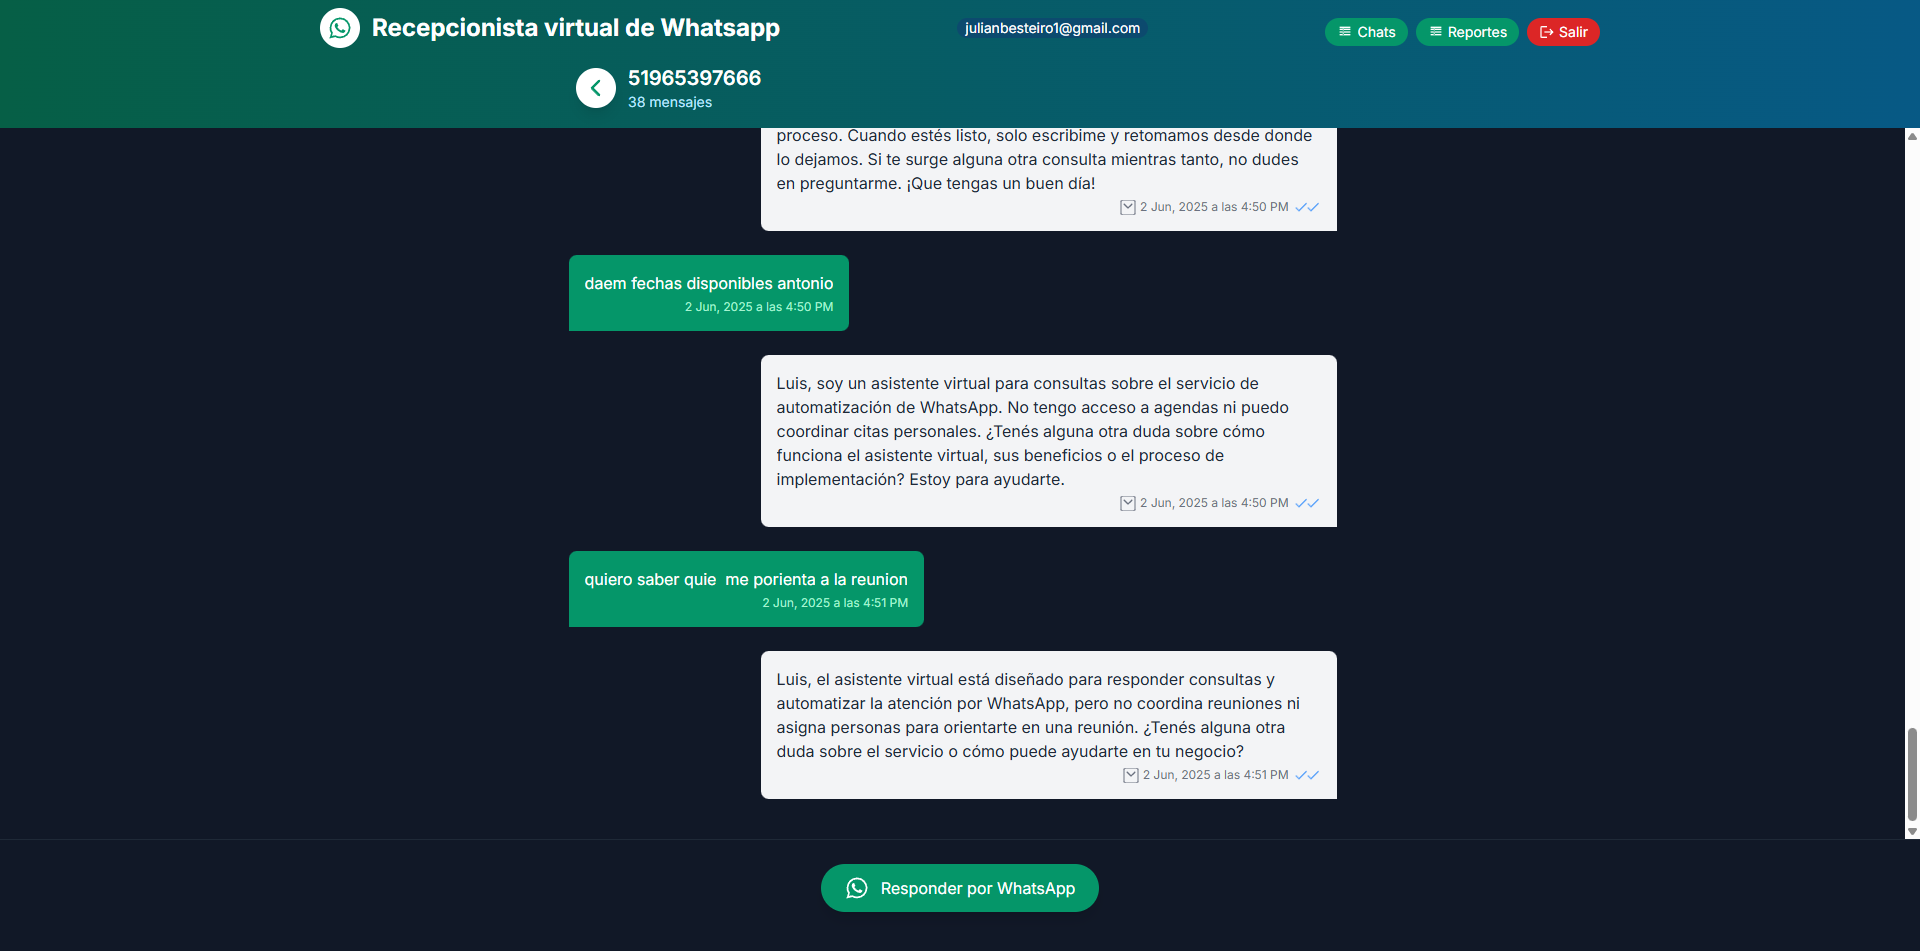 Recepcionista virtual de Whatsapp
julianbesteiro1@gmail.com
Chats
Reportes
Salir
51965397666
38 mensajes
proceso. Cuando estés listo, solo escribime y retomamos desde donde
lo dejamos. Si te surge alguna otra consulta mientras tanto, no dudes
en preguntarme. ¡Que tengas un buen día!
2 Jun, 2025 a las 4:50 PM
daem fechas disponibles antonio
2 Jun, 2025 a las 4:50 PM
Luis, soy un asistente virtual para consultas sobre el servicio de
automatización de WhatsApp. No tengo acceso a agendas ni puedo
coordinar citas personales. ¿Tenés alguna otra duda sobre cómo
funciona el asistente virtual, sus beneficios o el proceso de
implementación? Estoy para ayudarte.
2 Jun, 2025 a las 4:50 PM
quiero saber quie  me porienta a la reunion
2 Jun, 2025 a las 4:51 PM
Luis, el asistente virtual está diseñado para responder consultas y
automatizar la atención por WhatsApp, pero no coordina reuniones ni
asigna personas para orientarte en una reunión. ¿Tenés alguna otra
duda sobre el servicio o cómo puede ayudarte en tu negocio?
2 Jun, 2025 a las 4:51 PM
Responder por WhatsApp